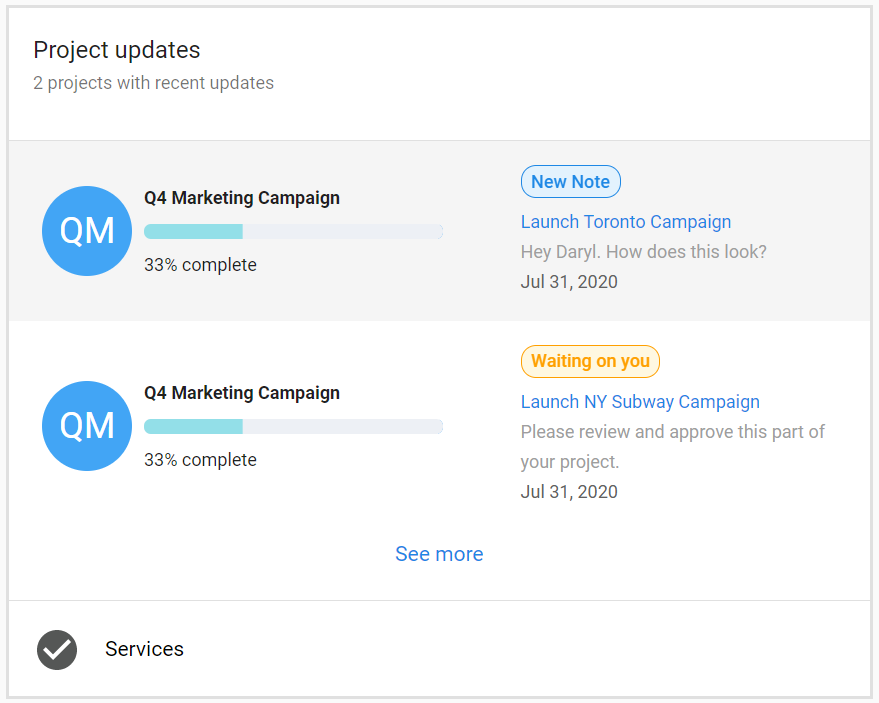 Project updates
2 projects with recent updates
QM
Q4 Marketing Campaign
33% complete
New Note
Launch Toronto Campaign
Hey Daryl. How does this look?
Jul 31, 2020
QM
Q4 Marketing Campaign
33% complete
Waiting on you
Launch NY Subway Campaign
Please review and approve this part of
your project.
Jul 31, 2020
See more
Services